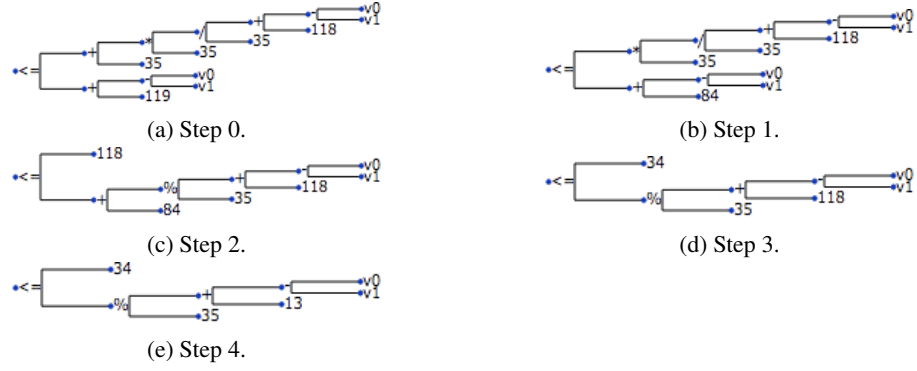 v0
-
+ v1
/ 118
* 35
+ 35
<= 35
- v0
+ v1
119
(a) Step 0.
v0
-
+ v1
/ 118
* 35
<= 35
v0
- v1
+ 84
(b) Step 1.
118
<= - v0
+ v1
% 118
+ 35
84
(c) Step 2.
34
<= - v0
+ v1
% 118
35
(d) Step 3.
34
<= - v0
+ v1
% 13
35
(e) Step 4.